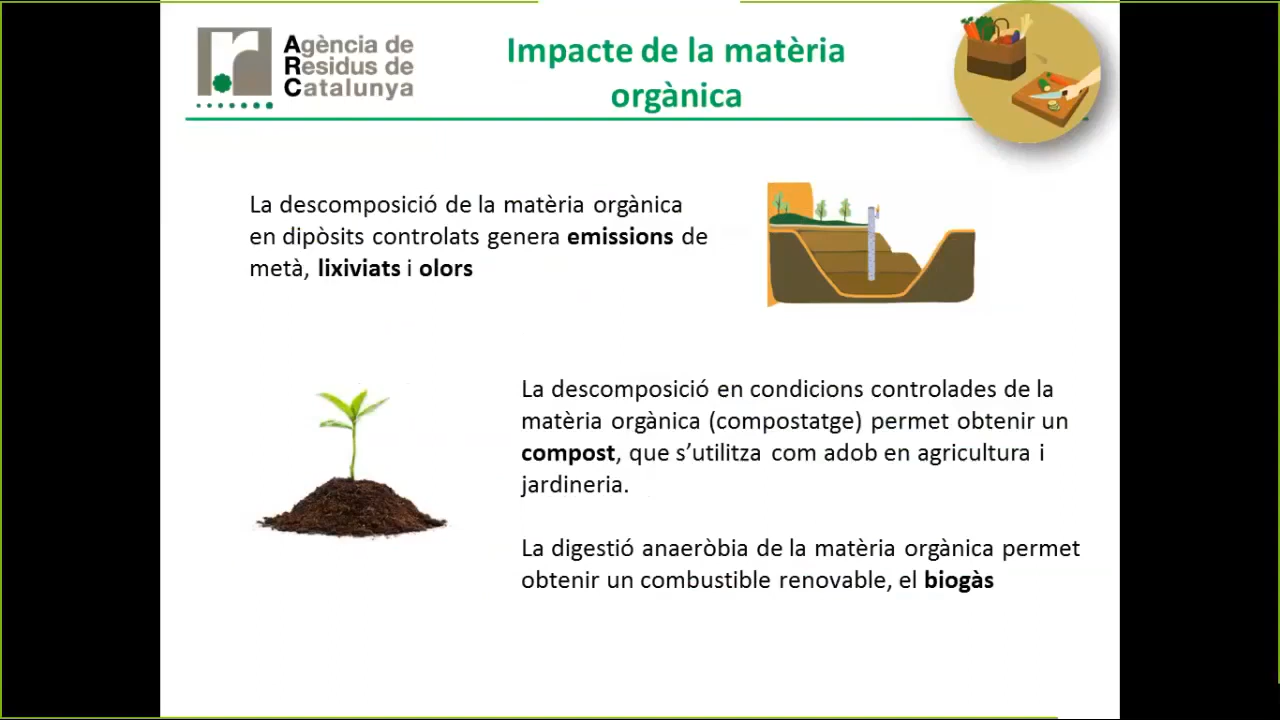 Agència de
Residus de
Catalunya
Impacte de la matèria
orgànica
La descomposició de la matèria orgànica
en dipòsits controlats genera emissions de
metà, lixiviats i olors
La descomposició en condicions controlades de la
matèria orgànica (compostatge) permet obtenir un
compost, que s’utilitza com adob en agricultura i
jardineria.
La digestió anaeròbia de la matèria orgànica permet
obtenir un combustible renovable, el biogàs